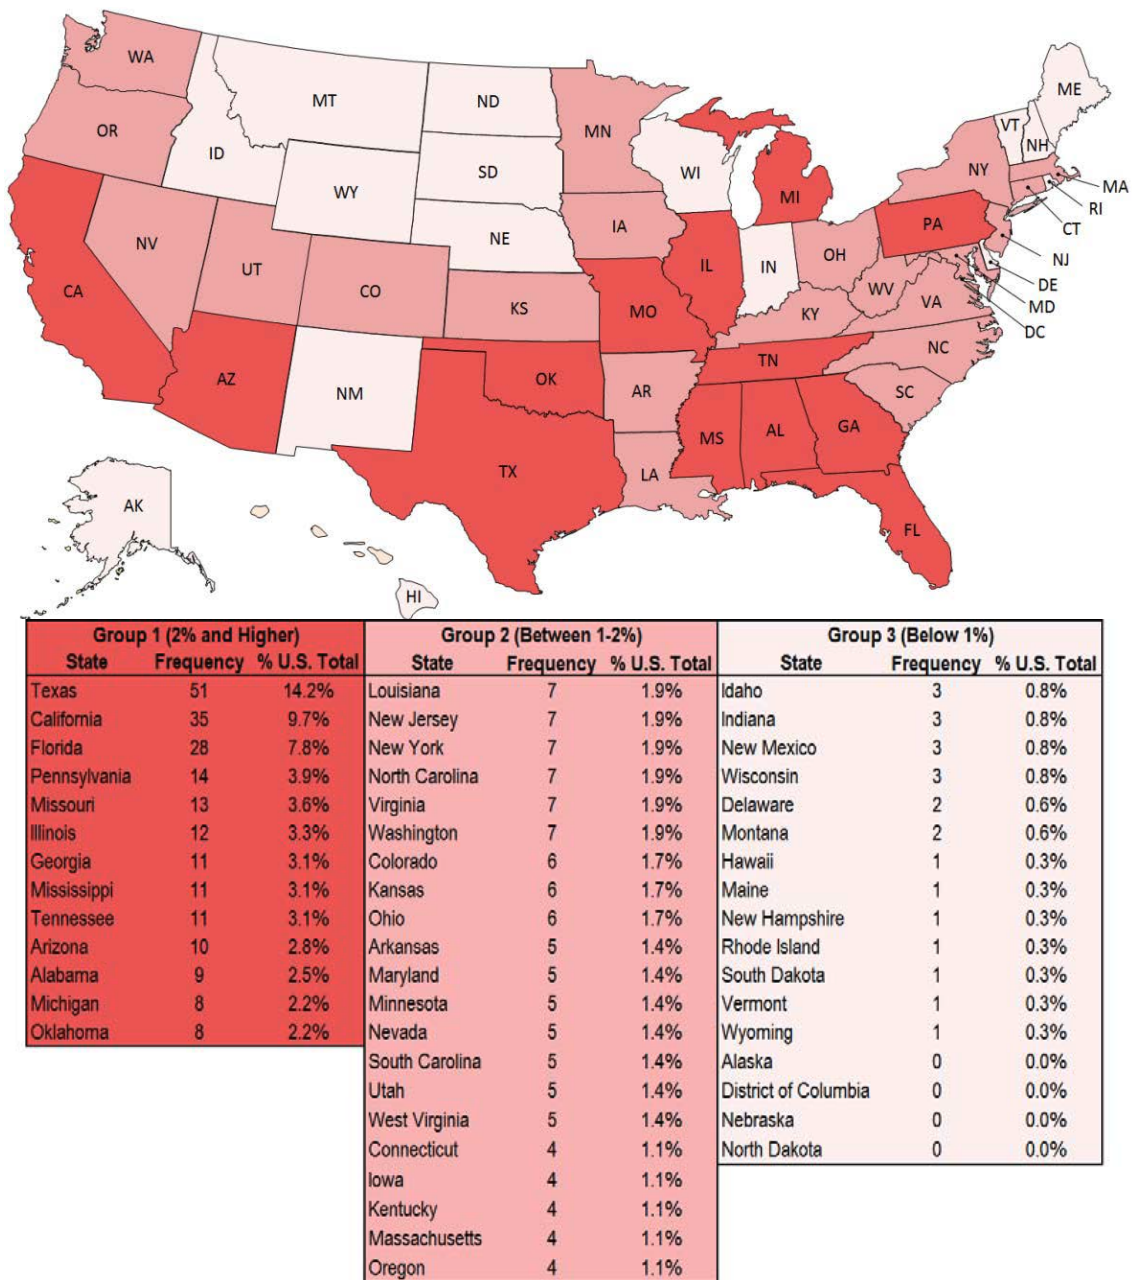 WA
OR
CA
NV
ID
MT
WY
UT
AZ
CO
NM
ND
SD
NE
KS
OK
TX
MN
IA
MO
AR
LA
WI
IL
MI
IN
OH
KY
TN
MS
AL
GA
FL
SC
NC
VA
WV
PA
NY
VT
NH
ME
MA
RI
CT
NJ
DE
MD
DC
AK
HI
Group 1 (2% and Higher)
State Frequency % U.S. Total
Texas 51 14.2%
California 35 9.7%
Florida 28 7.8%
Pennsylvania 14 3.9%
Missouri 13 3.6%
Illinois 12 3.3%
Georgia 11 3.1%
Mississippi 11 3.1%
Tennessee 11 3.1%
Arizona 10 2.8%
Alabama 9 2.5%
Michigan 8 2.2%
Oklahoma 8 2.2%
Group 2 (Between 1-2%)
State Frequency % U.S. Total
Louisiana 7 1.9%
New Jersey 7 1.9%
New York 7 1.9%
North Carolina 7 1.9%
Virginia 7 1.9%
Washington 7 1.9%
Colorado 6 1.7%
Kansas 6 1.7%
Ohio 6 1.7%
Arkansas 5 1.4%
Maryland 5 1.4%
Minnesota 5 1.4%
Nevada 5 1.4%
South Carolina 5 1.4%
Utah 5 1.4%
West Virginia 5 1.4%
Connecticut 4 1.1%
Iowa 4 1.1%
Kentucky 4 1.1%
Massachusetts 4 1.1%
Oregon 4 1.1%
Group 3 (Below 1%)
State Frequency % U.S. Total
Idaho 3 0.8%
Indiana 3 0.8%
New Mexico 3 0.8%
Wisconsin 3 0.8%
Delaware 2 0.6%
Montana 2 0.6%
Hawaii 1 0.3%
Maine 1 0.3%
New Hampshire 1 0.3%
Rhode Island 1 0.3%
South Dakota 1 0.3%
Vermont 1 0.3%
Wyoming 1 0.3%
Alaska 0 0.0%
District of Columbia 0 0.0%
Nebraska 0 0.0%
North Dakota 0 0.0%